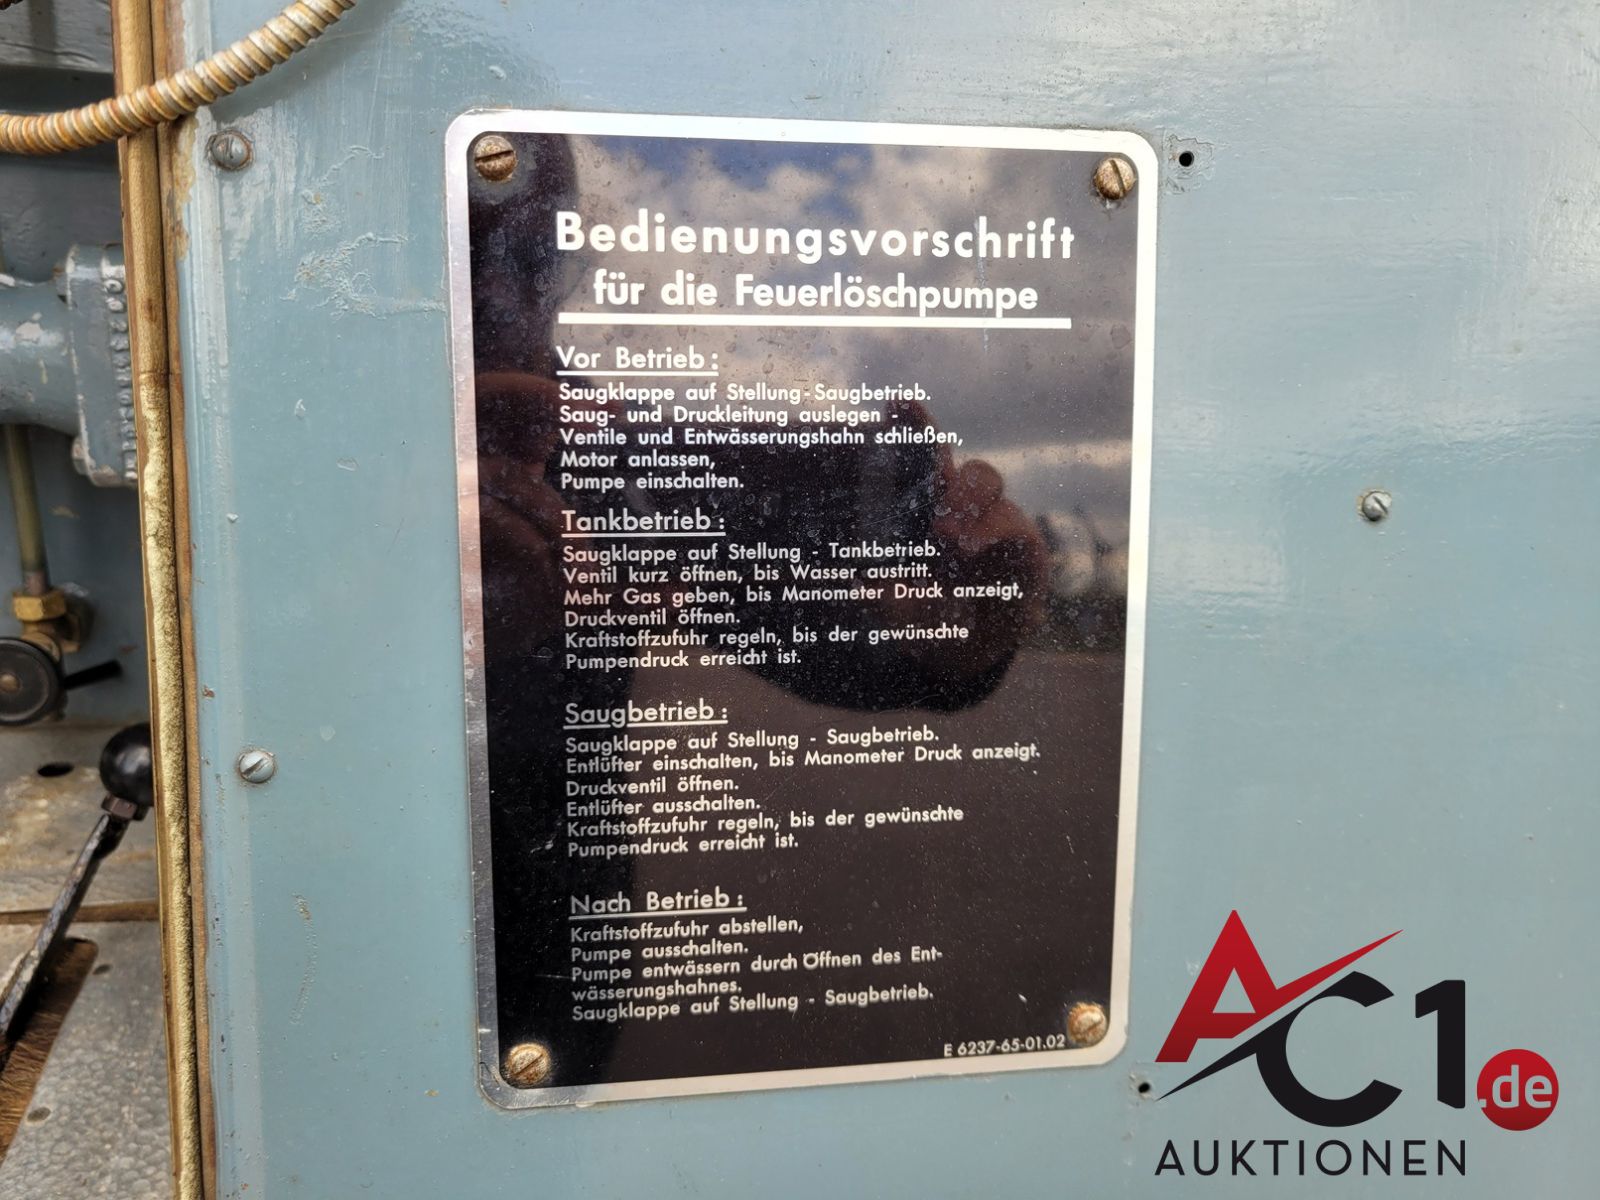 Bedienungsvorschrift
für die Feuerlöschpumpe
Vor Betrieb:
Saugklappe auf Stellung-Saugbetrieb.
Saug- und Druckleitung auslegen -
Ventile und Entwässerungshahn schließen,
Motor anlassen,
Pumpe einschalten.
Tankbetrieb:
Saugklappe auf Stellung - Tankbetrieb.
Ventil kurz öffnen, bis Wasser austritt.
Mehr Gas geben, bis Manometer Druck anzeigt,
Druckventil öffnen.
Kraftstoffzufuhr regeln, bis der gewünschte
Pumpendruck erreicht ist.
Saugbetrieb:
Saugklappe auf Stellung - Saugbetrieb.
Entlüfter einschalten, bis Manometer Druck anzeigt.
Druckventil öffnen.
Entlüfter ausschalten.
Kraftstoffzufuhr regeln, bis der gewünschte
Pumpendruck erreicht ist.
Nach Betrieb:
Kraftstoffzufuhr abstellen,
Pumpe ausschalten.
Pumpe entwässern durch Öffnen des Ent-
wässerungshahnes.
Saugklappe auf Stellung - Saugbetrieb.
E 6237-65-01.02
AC1.de
AUKTIONEN